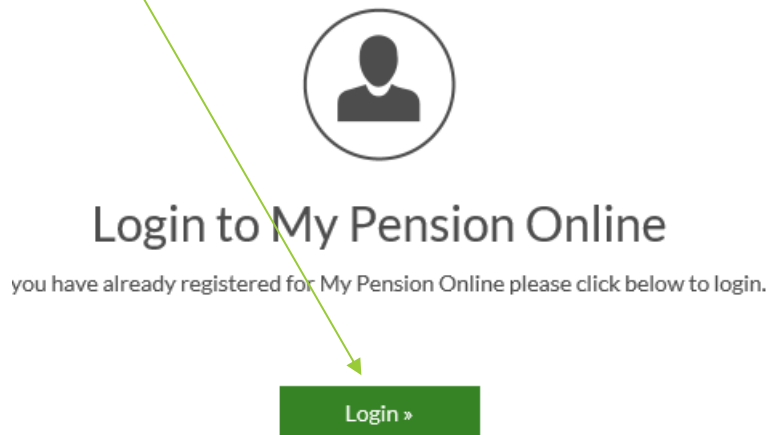 Login to My Pension Online
you have already registered for My Pension Online please click below to login.
Login »